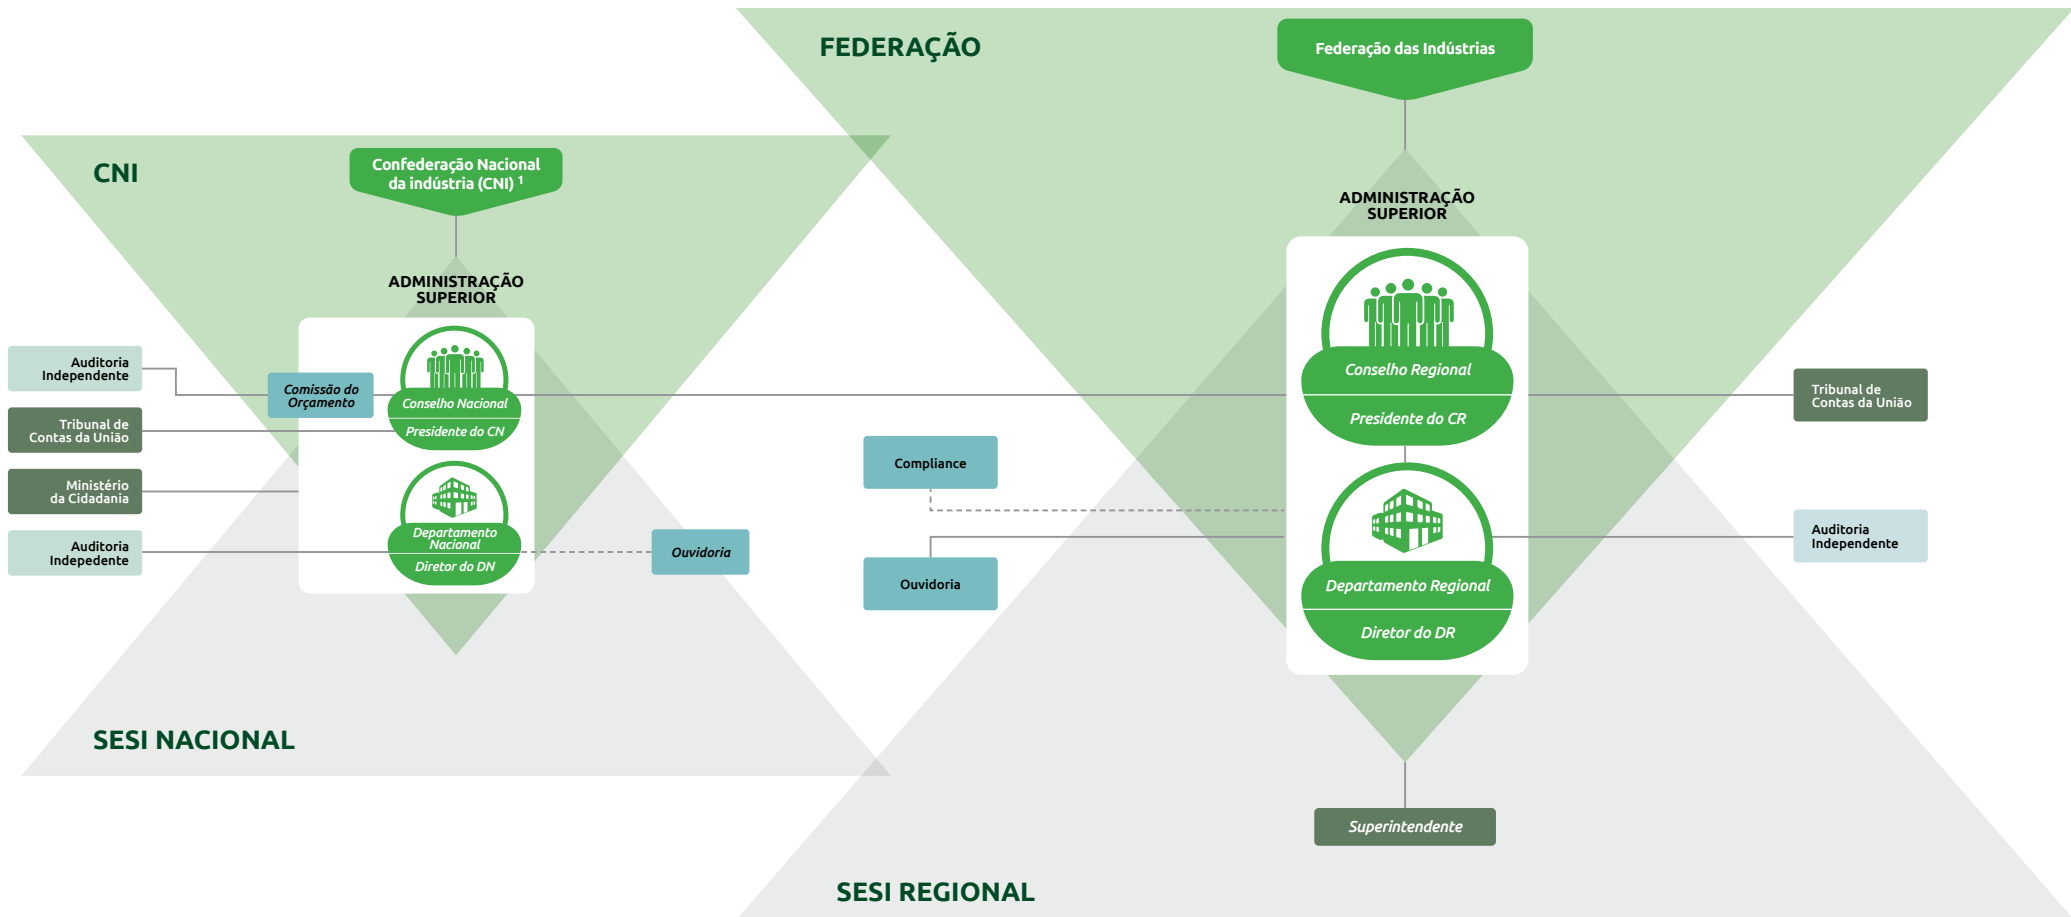 FEDERAÇÃO
Federação das Indústrias
CNI
Confederação Nacional
da indústria (CNI) 1
ADMINISTRAÇÃO
SUPERIOR
Auditoria
Independente
Comissão do
Orçamento
Conselho Nacional
Presidente do CN
Tribunal de
Contas da União
Ministério
da Cidadania
Auditoria
Indepedente
Departamento
Nacional
Diretor do DN
Ouvidoria
SESI NACIONAL
ADMINISTRAÇÃO
SUPERIOR
Conselho Regional
Presidente do CR
Tribunal de
Contas da União
Compliance
Ouvidoria
Auditoria
Independente
Departamento Regional
Diretor do DR
Superintendente
SESI REGIONAL